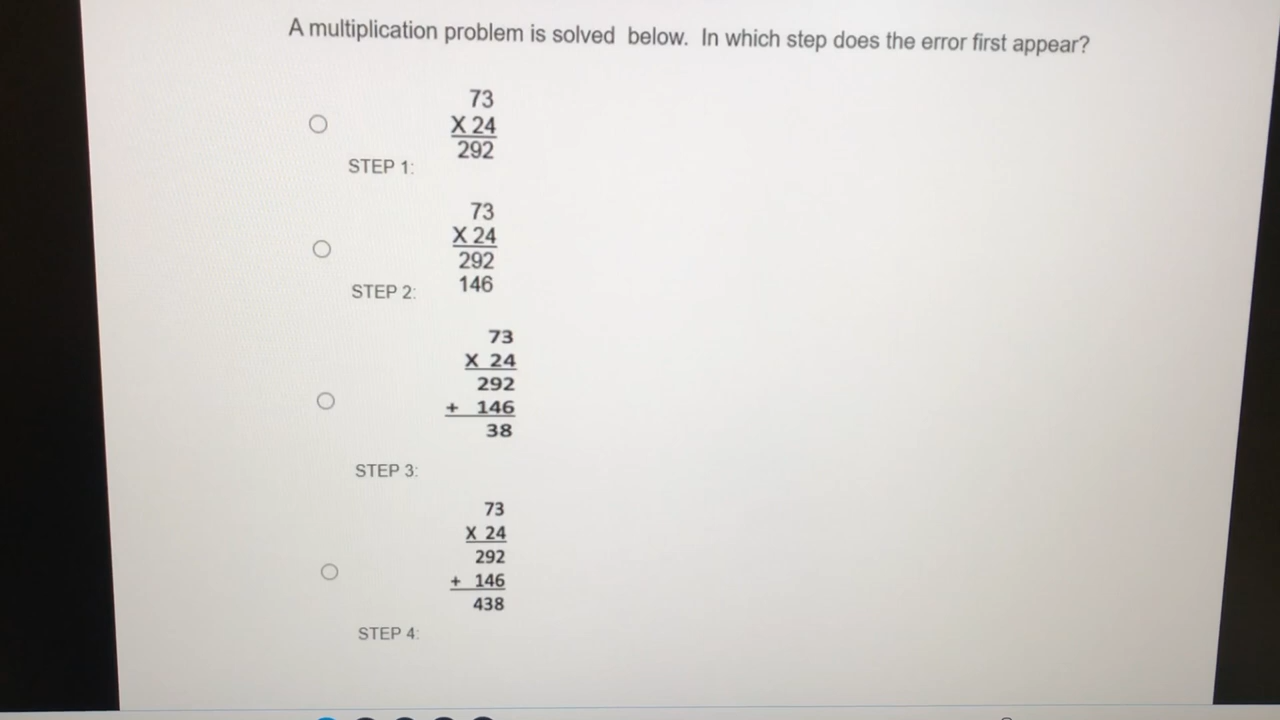 A multiplication problem is solved below. In which step does the error first appear?
73
X 24
292
STEP 1:
73
X 24
292
146
STEP 2:
73
X 24
292
+ 146
38
STEP 3:
73
X 24
292
+ 146
438
STEP 4: